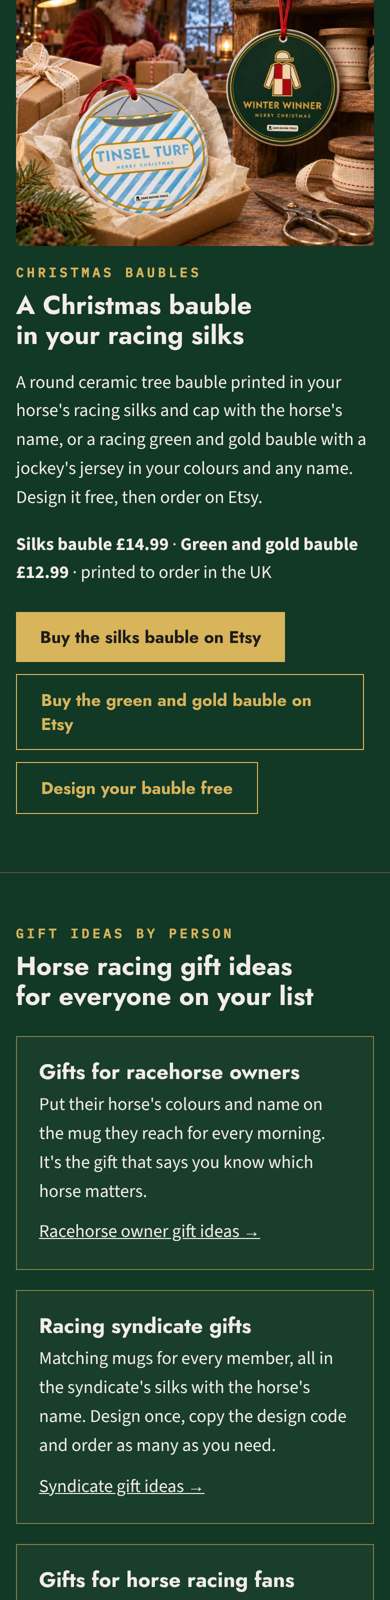 TINSEL TURF
MERRY CHRISTMAS
WINTER WINNER
MERRY CHRISTMAS
CHRISTMAS BAUBLES
A Christmas bauble
in your racing silks
A round ceramic tree bauble printed in your
horse's racing silks and cap with the horse's
name, or a racing green and gold bauble with a
jockey's jersey in your colours and any name.
Design it free, then order on Etsy.
Silks bauble £14.99 · Green and gold bauble
£12.99 · printed to order in the UK
Buy the silks bauble on Etsy
Buy the green and gold bauble on
Etsy
Design your bauble free
GIFT IDEAS BY PERSON
Horse racing gift ideas
for everyone on your list
Gifts for racehorse owners
Put their horse's colours and name on
the mug they reach for every morning.
It's the gift that says you know which
horse matters.
Racehorse owner gift ideas →
Racing syndicate gifts
Matching mugs for every member, all in
the syndicate's silks with the horse's
name. Design once, copy the design code
and order as many as you need.
Syndicate gift ideas →
Gifts for horse racing fans